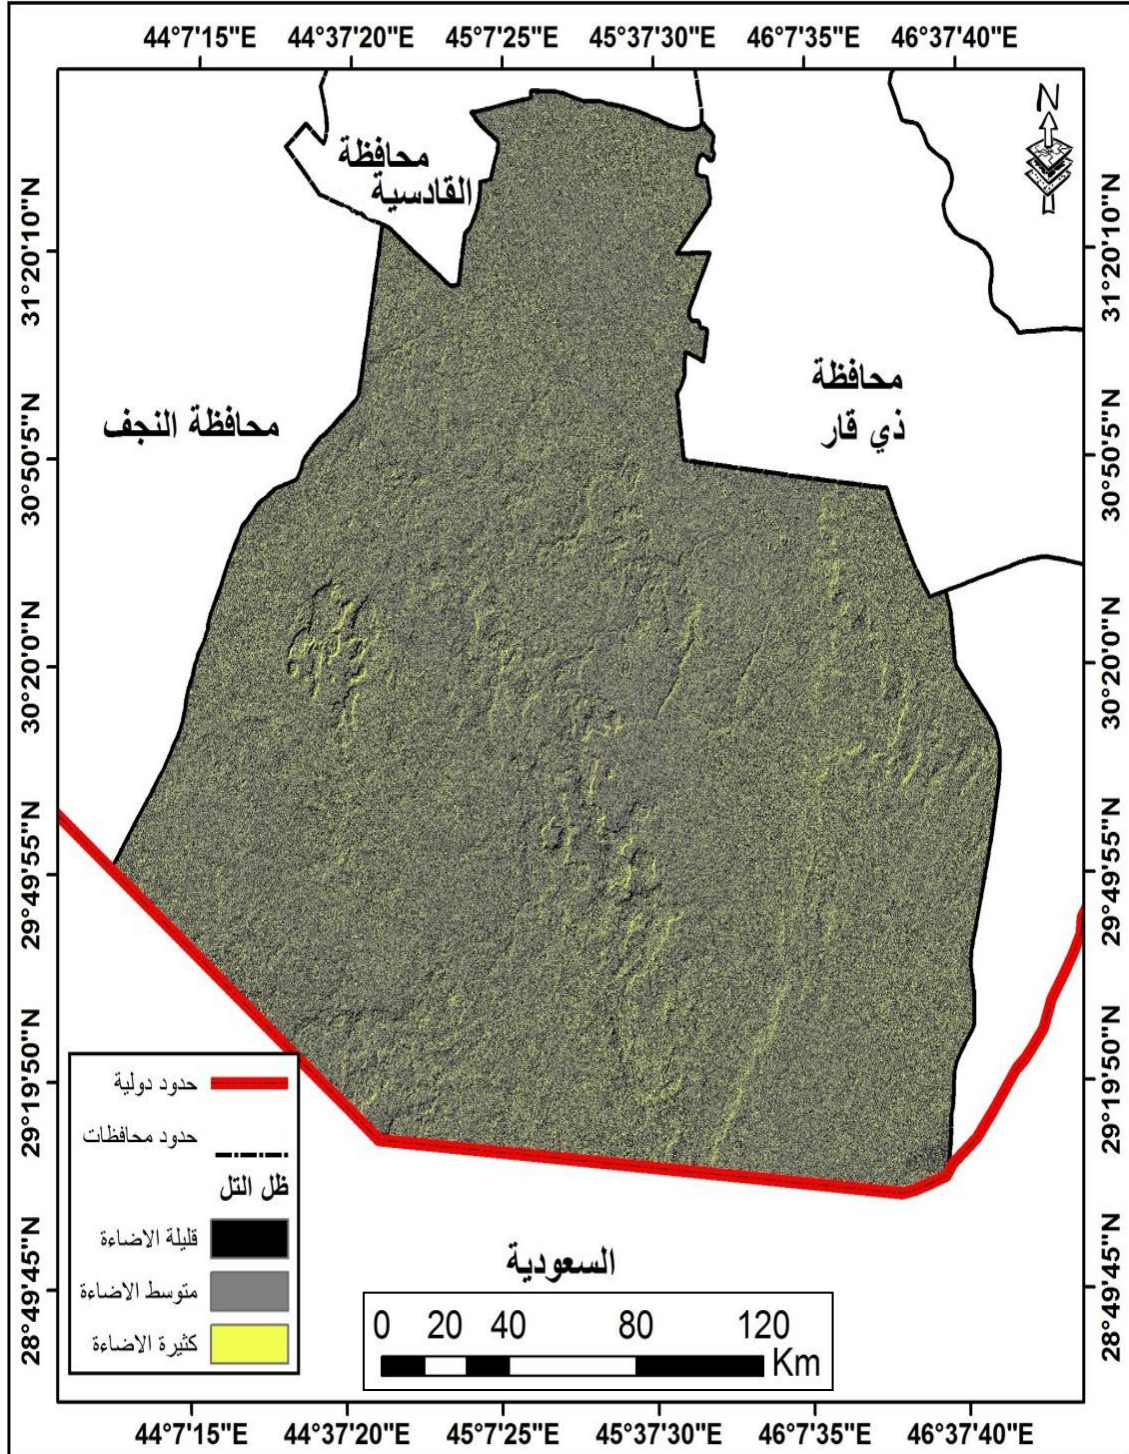 44°7'15"E 44°37'20"E 45°7'25"E 45°37'30"E 46°7'35"E 46°37'40"E
N
محافظة
القادسية
31°20'10"N
31°20'10"N
محافظة
ذي قار
محافظة النجف
30°50'5"N
30°50'5"N
30°20'0"N
30°20'0"N
29°49'55"N
29°49'55"N
29°19'50"N
29°19'50"N
حدود دولية
حدود محافظات
ظل التل
قليلة الاضاءة
متوسط الاضاءة
كثيرة الاضاءة
السعودية
28°49'45"N
28°49'45"N
0 20 40 80 120
Km
44°7'15"E 44°37'20"E 45°7'25"E 45°37'30"E 46°7'35"E 46°37'40"E